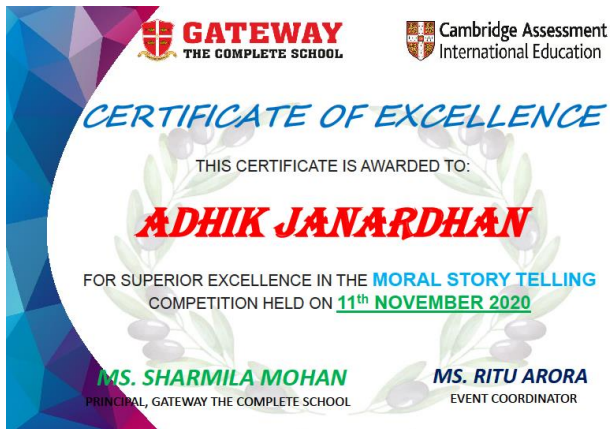 GATEWAY
THE COMPLETE SCHOOL
Cambridge Assessment
International Education
CERTIFICATE OF EXCELLENCE
THIS CERTIFICATE IS AWARDED TO:
ADHIK JANARDHAN
FOR SUPERIOR EXCELLENCE IN THE MORAL STORY TELLING
COMPETITION HELD ON 11th NOVEMBER 2020
MS. SHARMILA MOHAN
PRINCIPAL, GATEWAY THE COMPLETE SCHOOL
MS. RITU ARORA
EVENT COORDINATOR